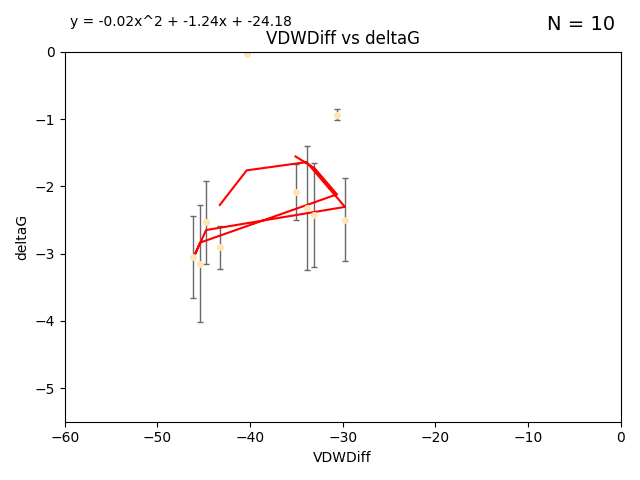 y = -0.02x^2 + -1.24x + -24.18
N = 10
VDWDiff vs deltaG
0
−1
−2
−3
−4
−5
deltaG
−60 −50 −40 −30 −20 −10 0
VDWDiff